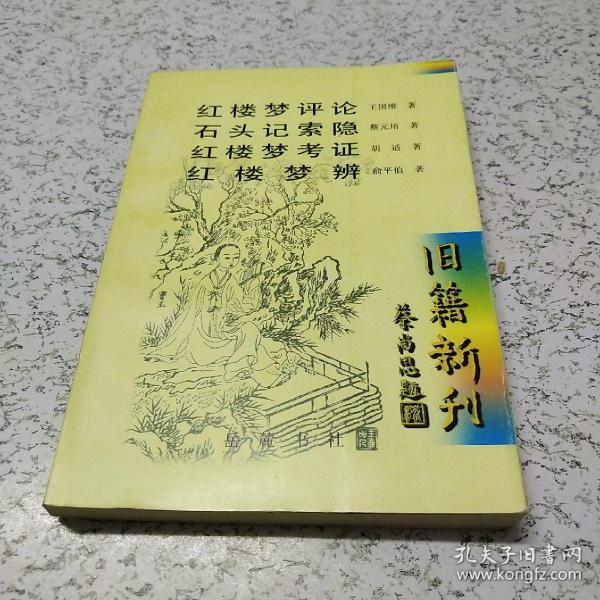 红楼梦评论 王国维 著
石头记索隐 蔡元培 著
红楼梦考证 胡适 著
红楼梦辨 俞平伯 著
旧籍新刊
蔡尚思题
岳麓书社
孔夫子旧书网
www.kongfz.com